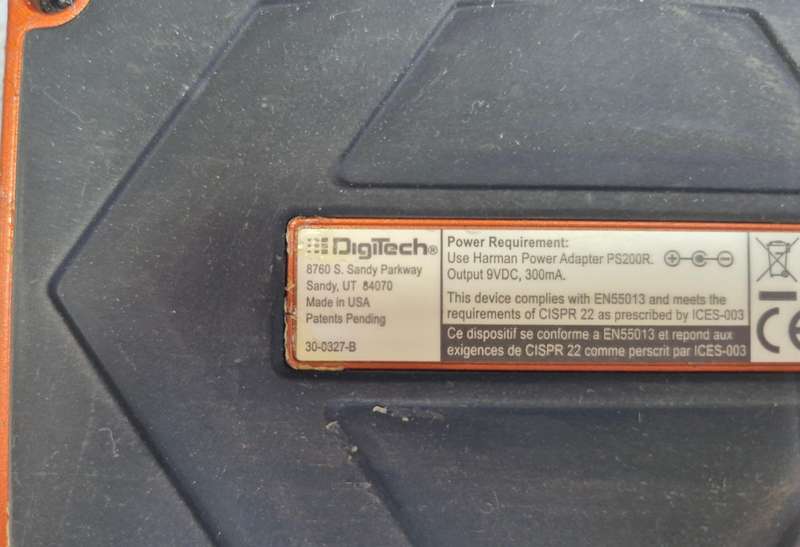 DigiTech®
8760 S. Sandy Parkway
Sandy, UT 84070
Made in USA
Patents Pending
30-0327-B
Power Requirement:
Use Harman Power Adapter PS200R.
Output 9VDC, 300mA.
This device complies with EN55013 and meets the
requirements of CISPR 22 as prescribed by ICES-003
Ce dispositif se conforme a EN55013 et repond aux
exigences de CISPR 22 comme perscrit par ICES-003
CE